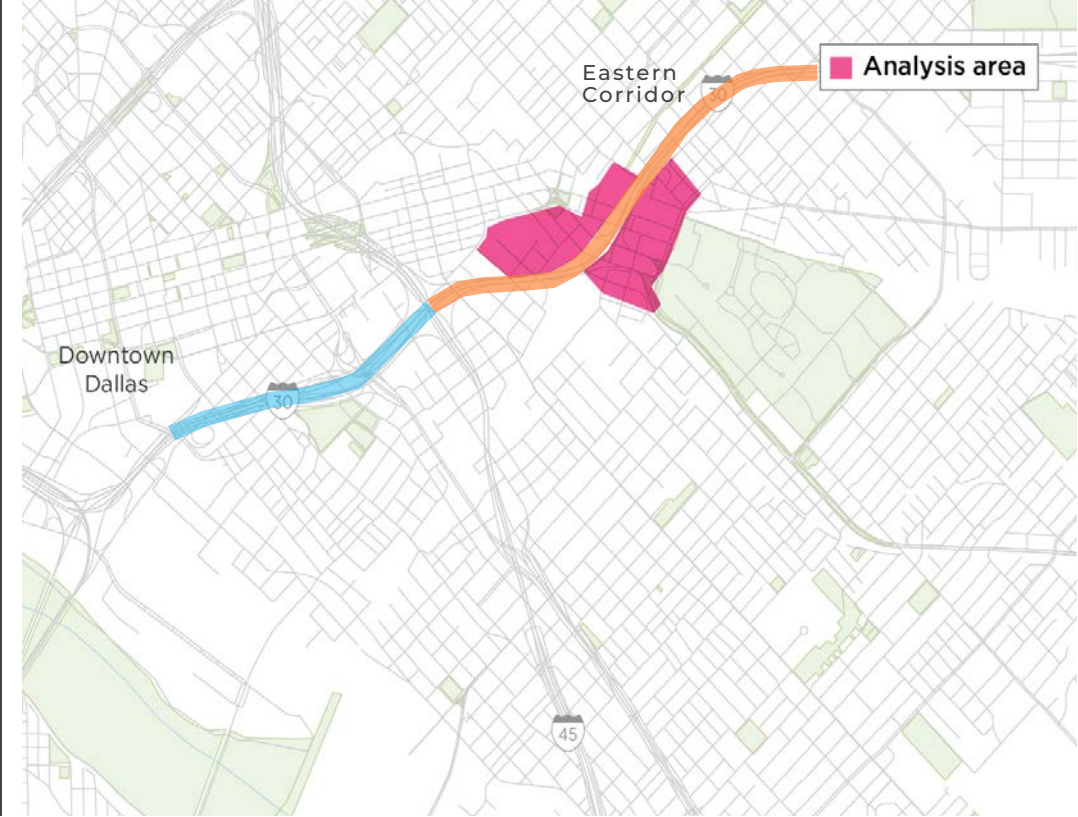 Analysis area
Eastern
Corridor
30
Downtown
Dallas
30
45